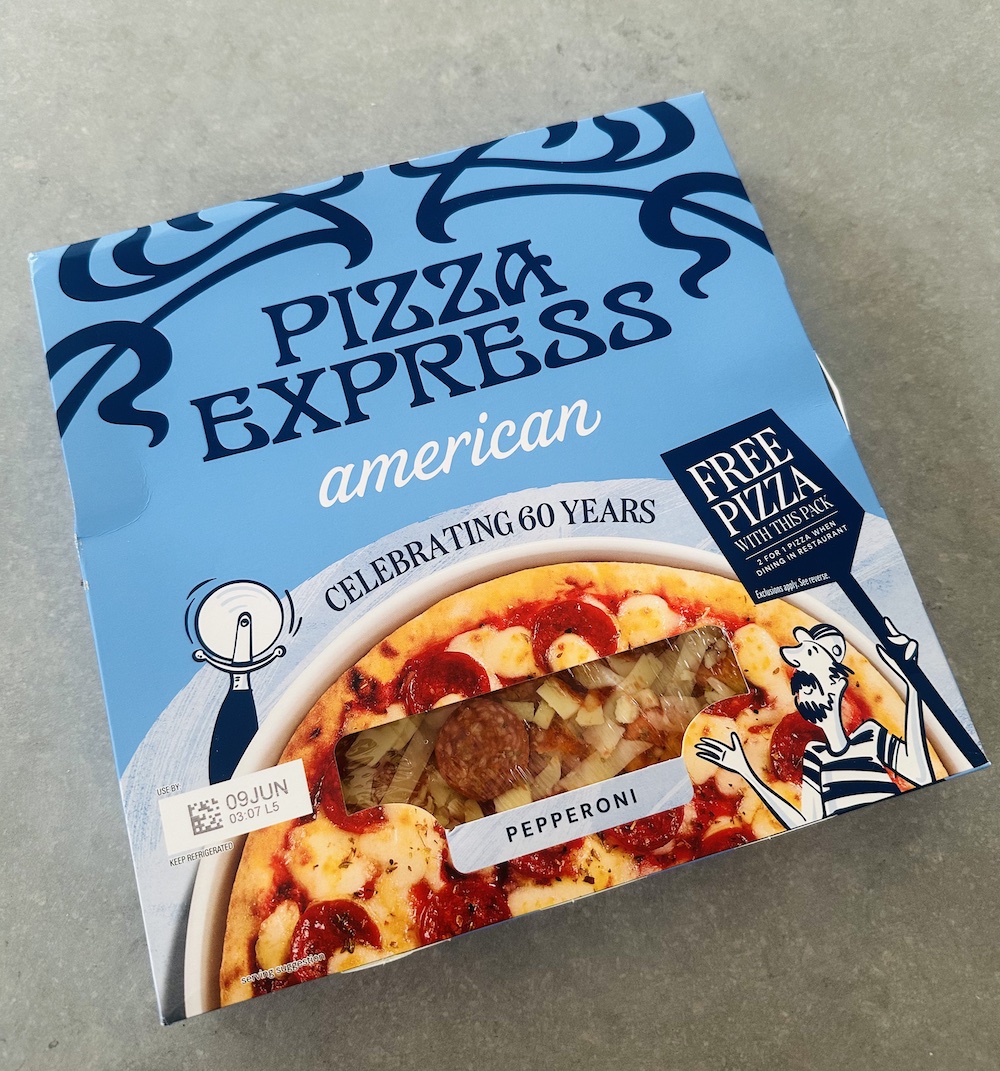 PIZZA
EXPRESS
american
CELEBRATING 60 YEARS
FREE
PIZZA
WITH THIS PACK
2 FOR 1 PIZZA WHEN
DINING IN RESTAURANT
Exclusions apply. See reverse.
USE BY
09JUN
03:07 L5
KEEP REFRIGERATED
PEPPERONI
serving suggestion